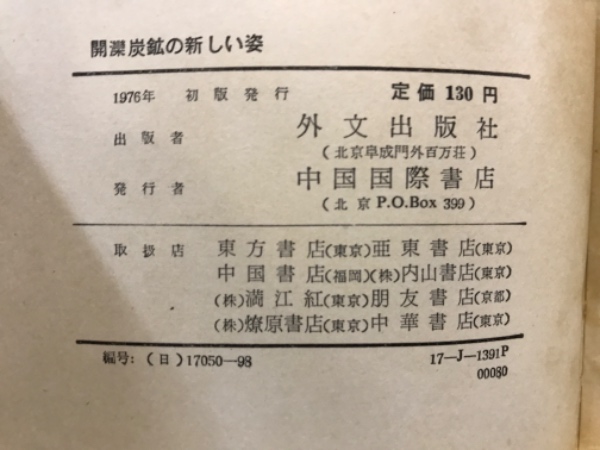 開灤炭鉱の新しい姿
1976年 初版発行 定価 130 円
出版者 外文出版社
(北京阜成門外百万荘)
発行者 中国国際書店
(北京 P.O.Box 399)
取扱店 東方書店(東京)亜東書店(東京)
中国書店(福岡)(株)内山書店(東京)
(株)満江紅(東京)朋友書店(京都)
(株)燎原書店(東京)中華書店(東京)
編号: (日)17050—98 17—J—1391P
00080